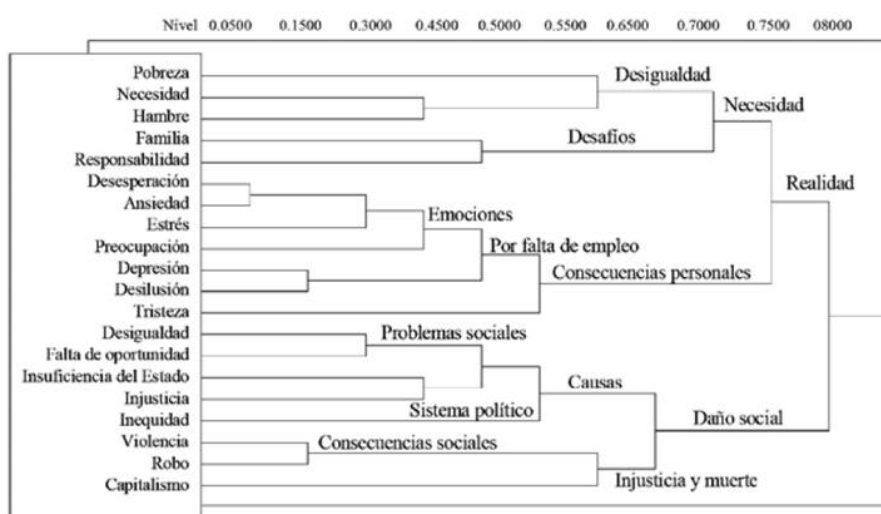 Nivel 0.0500 0.1500 0.3000 0.4500 0.5000 0.5500 0.6500 0.7000 0.7500 08000
Pobreza
Desigualdad
Necesidad
Necesidad
Hambre
Familia
Desafíos
Responsabilidad
Desesperación
Realidad
Ansiedad
Emociones
Estrés
Preocupación
Por falta de empleo
Depresión
Consecuencias personales
Desilusión
Tristeza
Desigualdad
Problemas sociales
Falta de oportunidad
Insuficiencia del Estado
Causas
Injusticia
Sistema político
Inequidad
Daño social
Violencia
Consecuencias sociales
Robo
Injusticia y muerte
Capitalismo